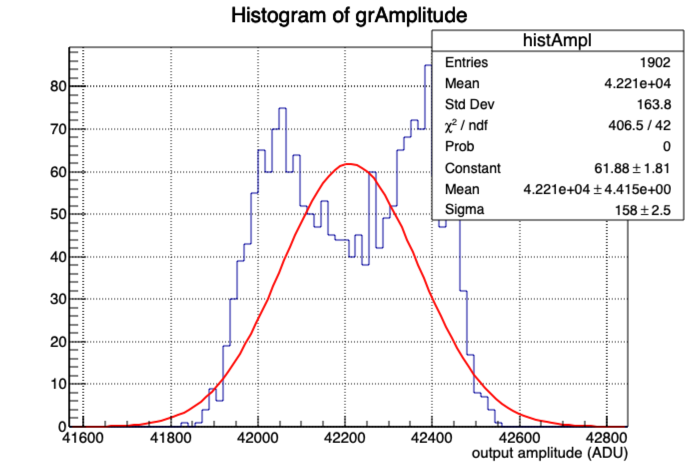 Histogram of grAmplitude
histAmpl
Entries 1902
Mean 4.221e+04
Std Dev 163.8
χ² / ndf 406.5 / 42
Prob 0
Constant 61.88 ± 1.81
Mean 4.221e+04 ± 4.415e+00
Sigma 158 ± 2.5
80
70
60
50
40
30
20
10
0
41600 41800 42000 42200 42400 42600 42800
output amplitude (ADU)